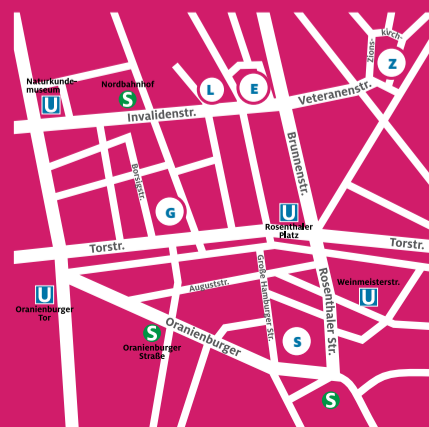 Zions-
kirch-
Z
Naturkunde-
museum
U
Nordbahnhof
S
L
E
Veteranenstr.
Invalidenstr.
Brunnenstr.
Borsigstr.
G
U
Rosenthaler
Platz
Torstr.
Torstr.
Große Hamburger Str.
Rosenthaler Str.
Auguststr.
Weinmeisterstr.
U
U
Oranienburger
Tor
Oranienburger
S
Oranienburger
Straße
S
S